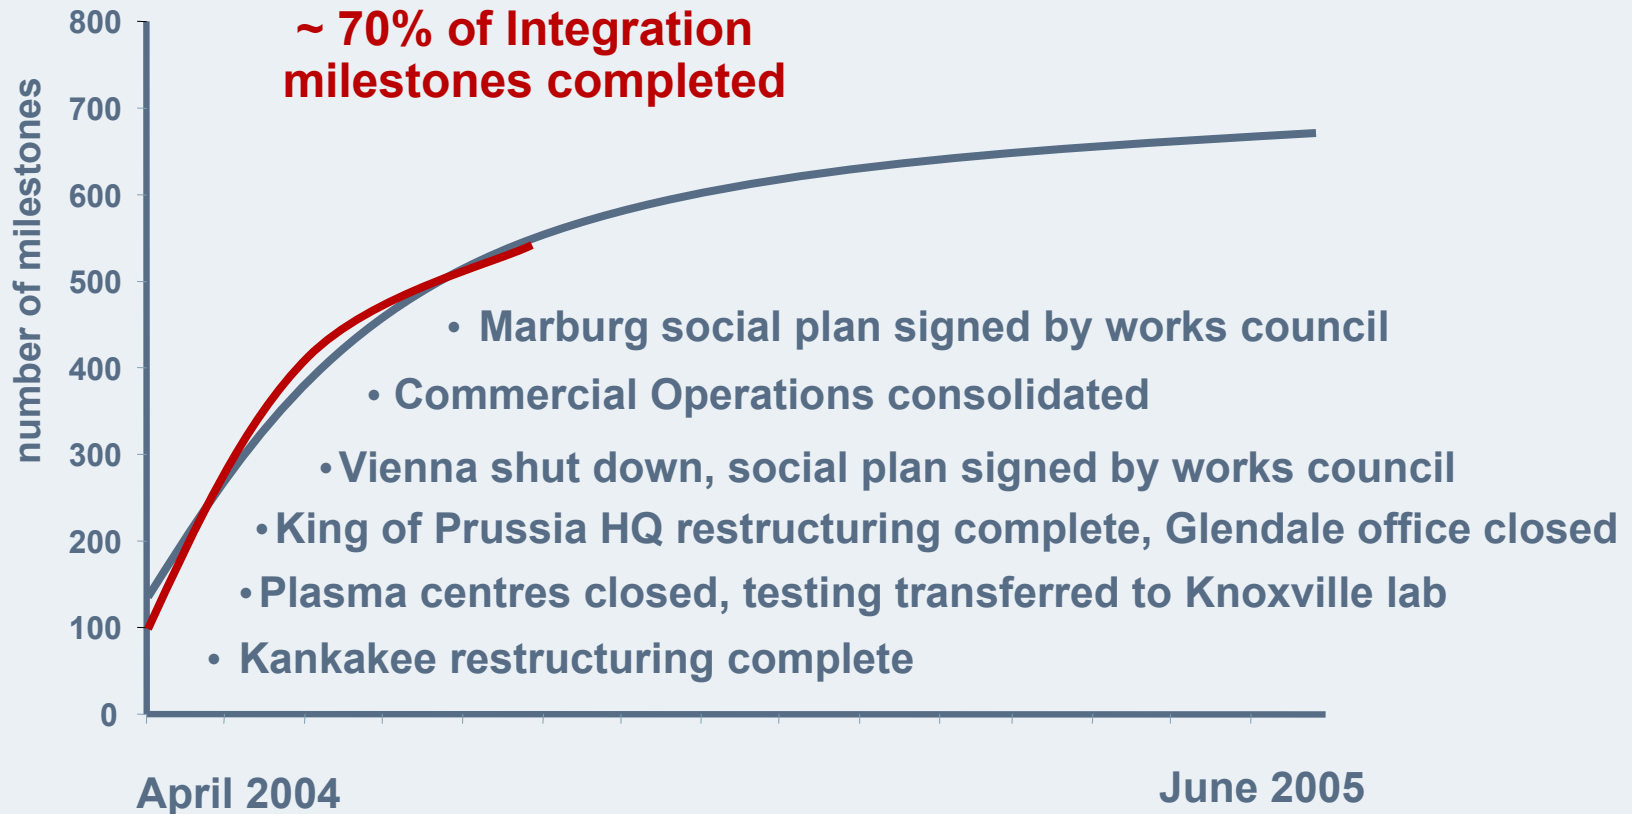 ~ 70% of Integration
milestones completed
number of milestones
800
700
600
500
400
300
200
100
0
• Marburg social plan signed by works council
• Commercial Operations consolidated
• Vienna shut down, social plan signed by works council
• King of Prussia HQ restructuring complete, Glendale office closed
• Plasma centres closed, testing transferred to Knoxville lab
• Kankakee restructuring complete
April 2004
June 2005